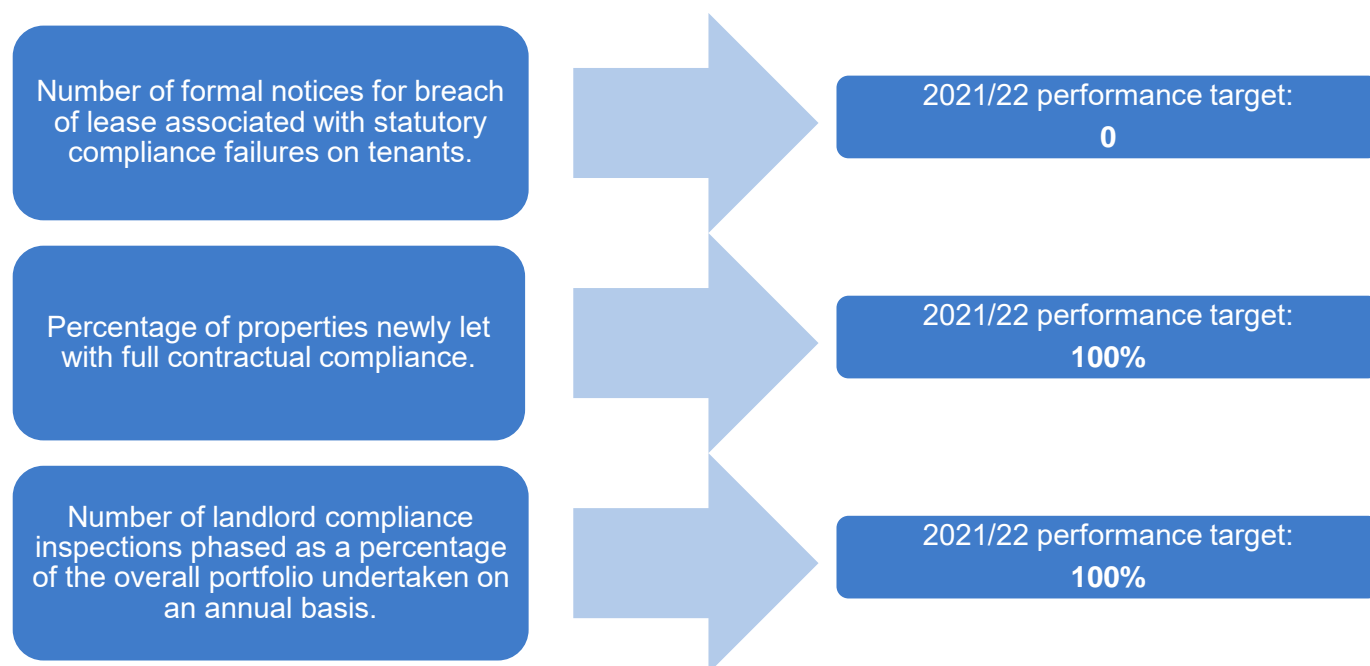 Number of formal notices for breach
of lease associated with statutory
compliance failures on tenants.
2021/22 performance target:
0
Percentage of properties newly let
with full contractual compliance.
2021/22 performance target:
100%
Number of landlord compliance
inspections phased as a percentage
of the overall portfolio undertaken on
an annual basis.
2021/22 performance target:
100%